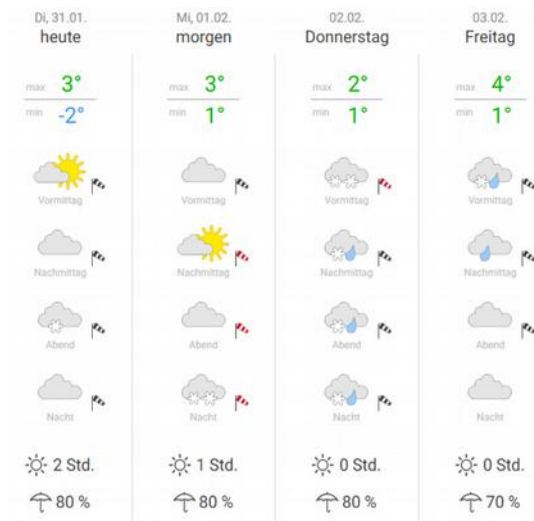 Di, 31.01. Mi, 01.02. 02.02. 03.02.
heute morgen Donnerstag Freitag
max 3° max 3° max 2° max 4°
min -2° min 1° min 1° min 1°
Vormittag Vormittag Vormittag Vormittag
Nachmittag Nachmittag Nachmittag Nachmittag
Abend Abend Abend Abend
Nacht Nacht Nacht Nacht
2 Std. 1 Std. 0 Std. 0 Std.
80 % 80 % 80 % 70 %